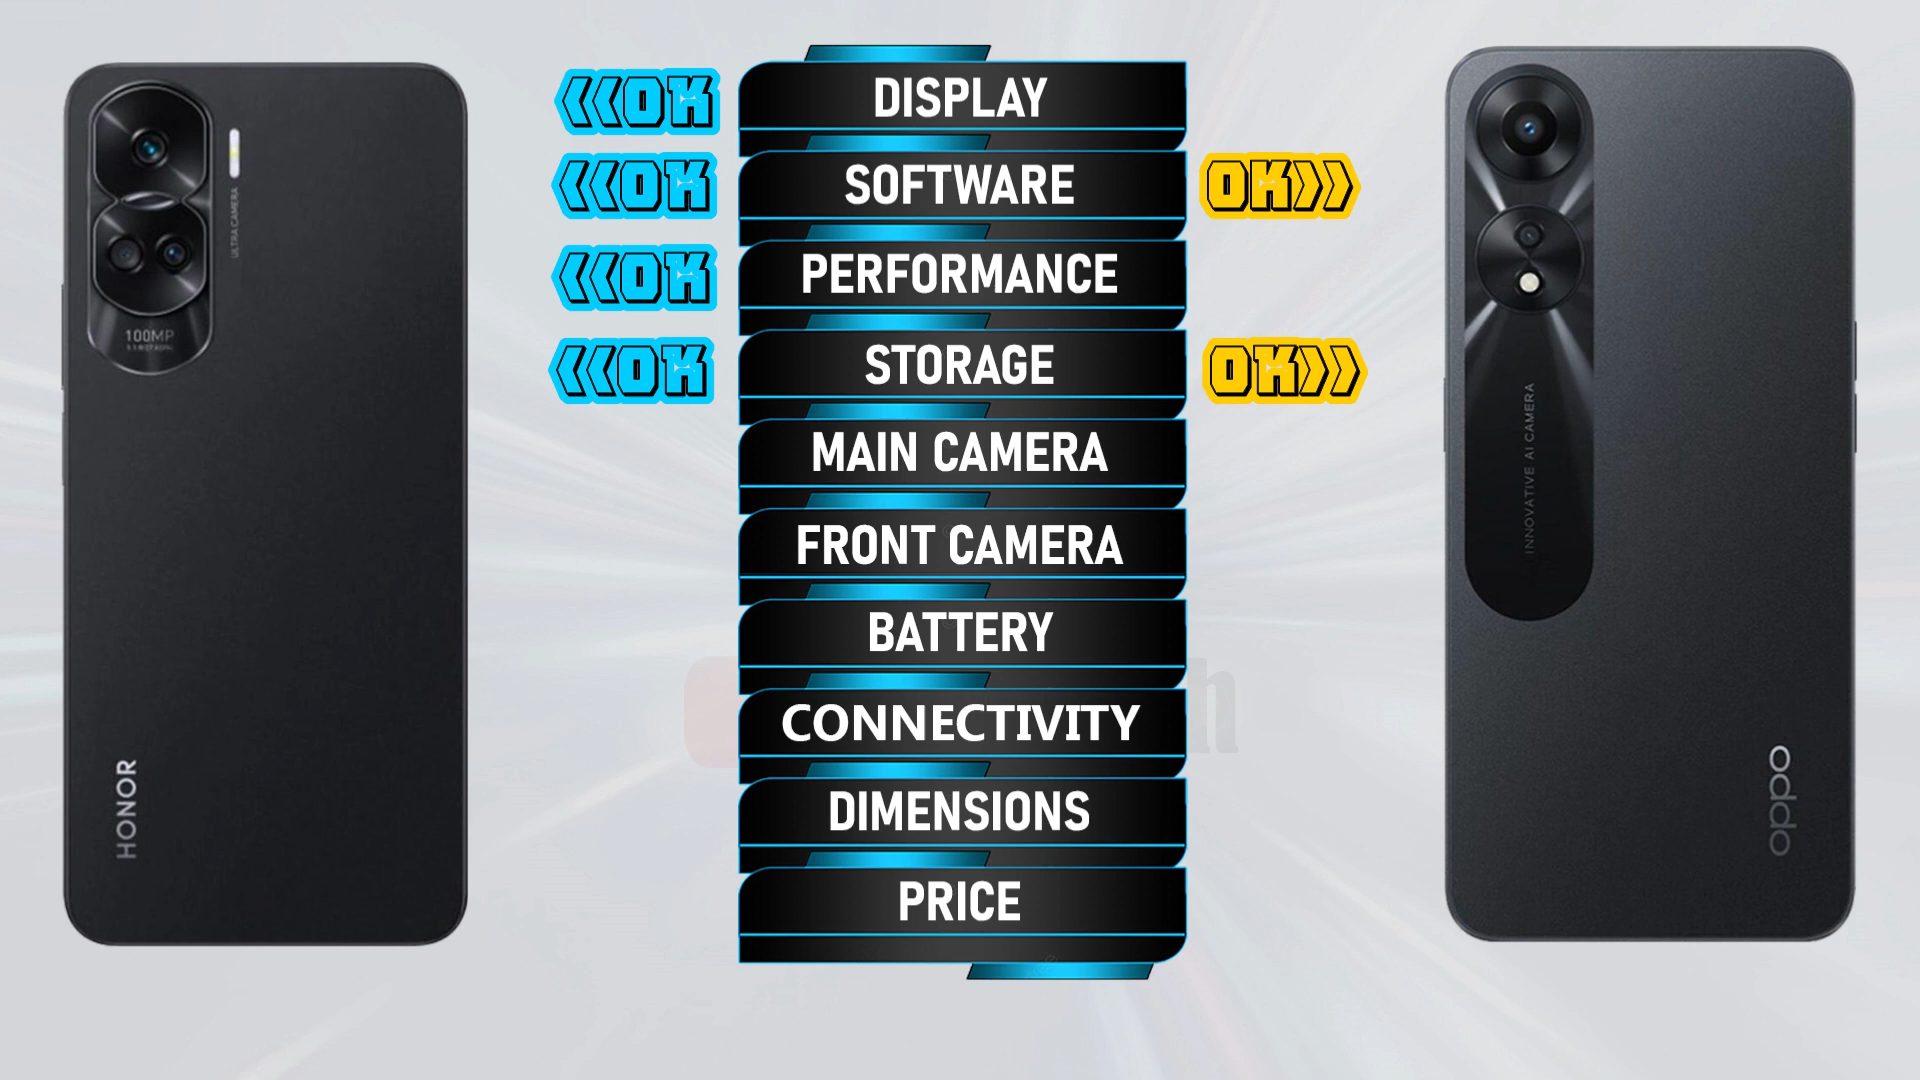 ULTRA CAMERA
100MP
HONOR
<<OK
DISPLAY
<<OK
SOFTWARE
OK>>
<<OK
PERFORMANCE
<<OK
STORAGE
OK>>
MAIN CAMERA
FRONT CAMERA
BATTERY
CONNECTIVITY
DIMENSIONS
PRICE
INNOVATIVE AI CAMERA
oppo